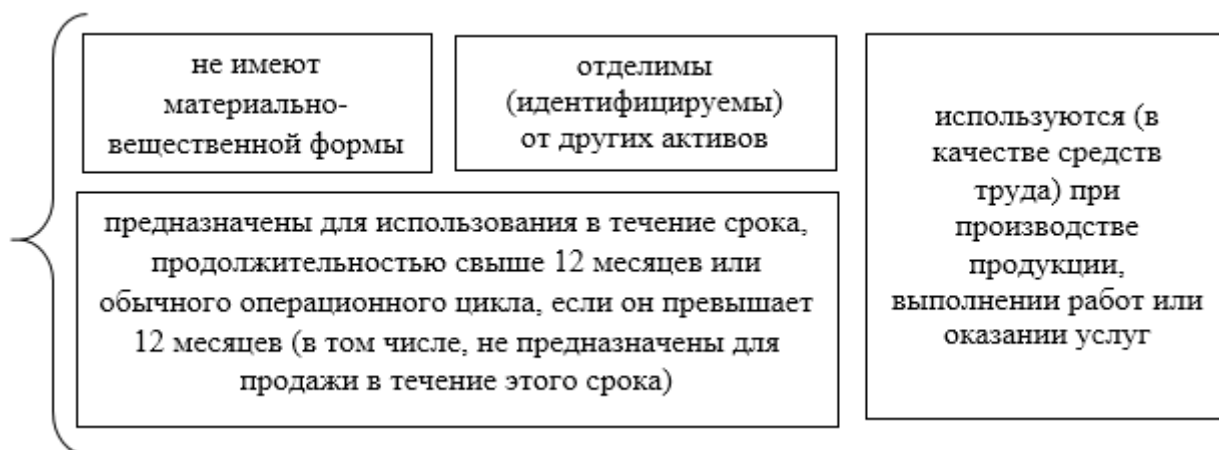 не имеют
материально-
вещественной формы
отделимы
(идентифицируемы)
от других активов
предназначены для использования в течение срока,
продолжительностью свыше 12 месяцев или
обычного операционного цикла, если он превышает
12 месяцев (в том числе, не предназначены для
продажи в течение этого срока)
используются (в
качестве средств
труда) при
производстве
продукции,
выполнении работ или
оказании услуг